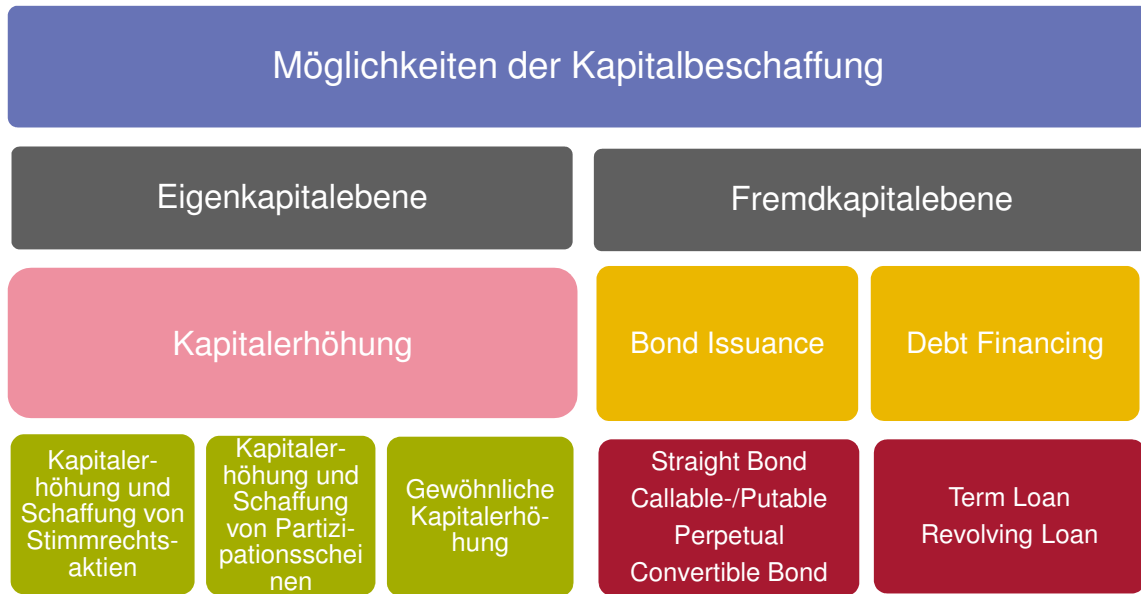 Möglichkeiten der Kapitalbeschaffung
Eigenkapitalebene
Fremdkapitalebene
Kapitalerhöhung
Bond Issuance
Debt Financing
Kapitaler-
höhung und
Schaffung von
Stimmrechts-
aktien
Kapitaler-
höhung und
Schaffung
von Partizi-
pationsschei
nen
Gewöhnliche
Kapitalerhö-
hung
Straight Bond
Callable-/Putable
Perpetual
Convertible Bond
Term Loan
Revolving Loan